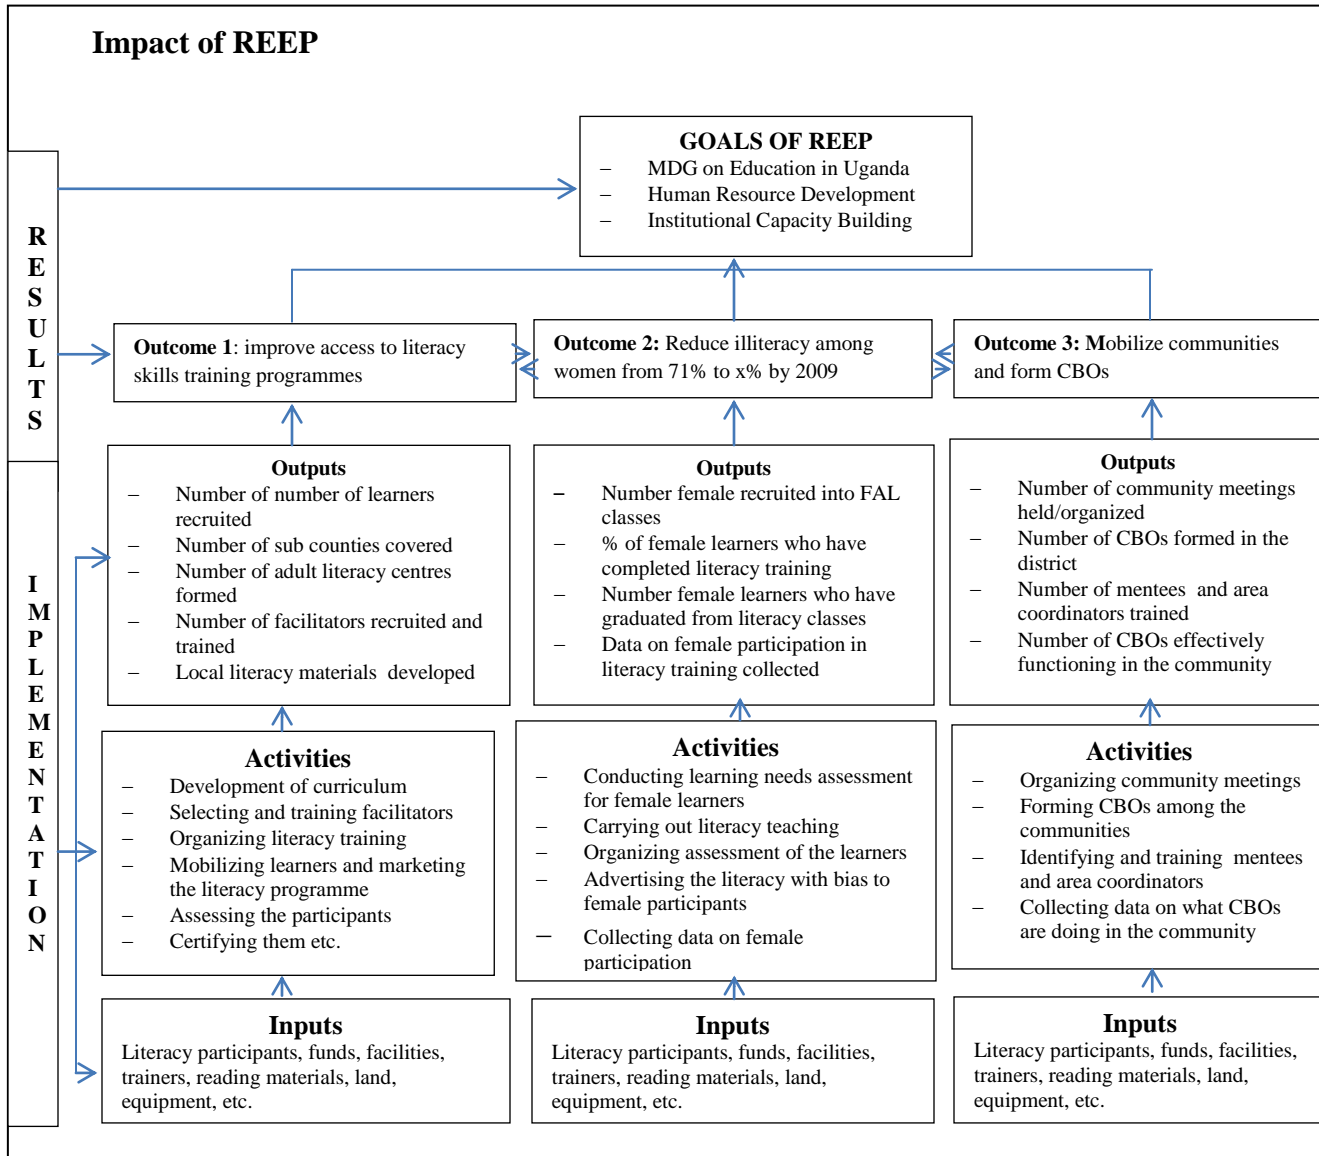 Impact of REEP
GOALS OF REEP
– MDG on Education in Uganda
– Human Resource Development
– Institutional Capacity Building
R
E
S
U
L
T
S
Outcome 1: improve access to literacy
skills training programmes
Outcome 2: Reduce illiteracy among
women from 71% to x% by 2009
Outcome 3: Mobilize communities
and form CBOs
I
M
P
L
E
M
E
N
T
A
T
I
O
N
Outputs
– Number of number of learners
recruited
– Number of sub counties covered
– Number of adult literacy centres
formed
– Number of facilitators recruited and
trained
– Local literacy materials developed
Outputs
– Number female recruited into FAL
classes
– % of female learners who have
completed literacy training
– Number female learners who have
graduated from literacy classes
– Data on female participation in
literacy training collected
Outputs
– Number of community meetings
held/organized
– Number of CBOs formed in the
district
– Number of mentees and area
coordinators trained
– Number of CBOs effectively
functioning in the community
Activities
– Development of curriculum
– Selecting and training facilitators
– Organizing literacy training
– Mobilizing learners and marketing
the literacy programme
– Assessing the participants
– Certifying them etc.
Activities
– Conducting learning needs assessment
for female learners
– Carrying out literacy teaching
– Organizing assessment of the learners
– Advertising the literacy with bias to
female participants
– Collecting data on female
participation
Activities
– Organizing community meetings
– Forming CBOs among the
communities
– Identifying and training mentees
and area coordinators
– Collecting data on what CBOs
are doing in the community
Inputs
Literacy participants, funds, facilities,
trainers, reading materials, land,
equipment, etc.
Inputs
Literacy participants, funds, facilities,
trainers, reading materials, land,
equipment, etc.
Inputs
Literacy participants, funds, facilities,
trainers, reading materials, land,
equipment, etc.